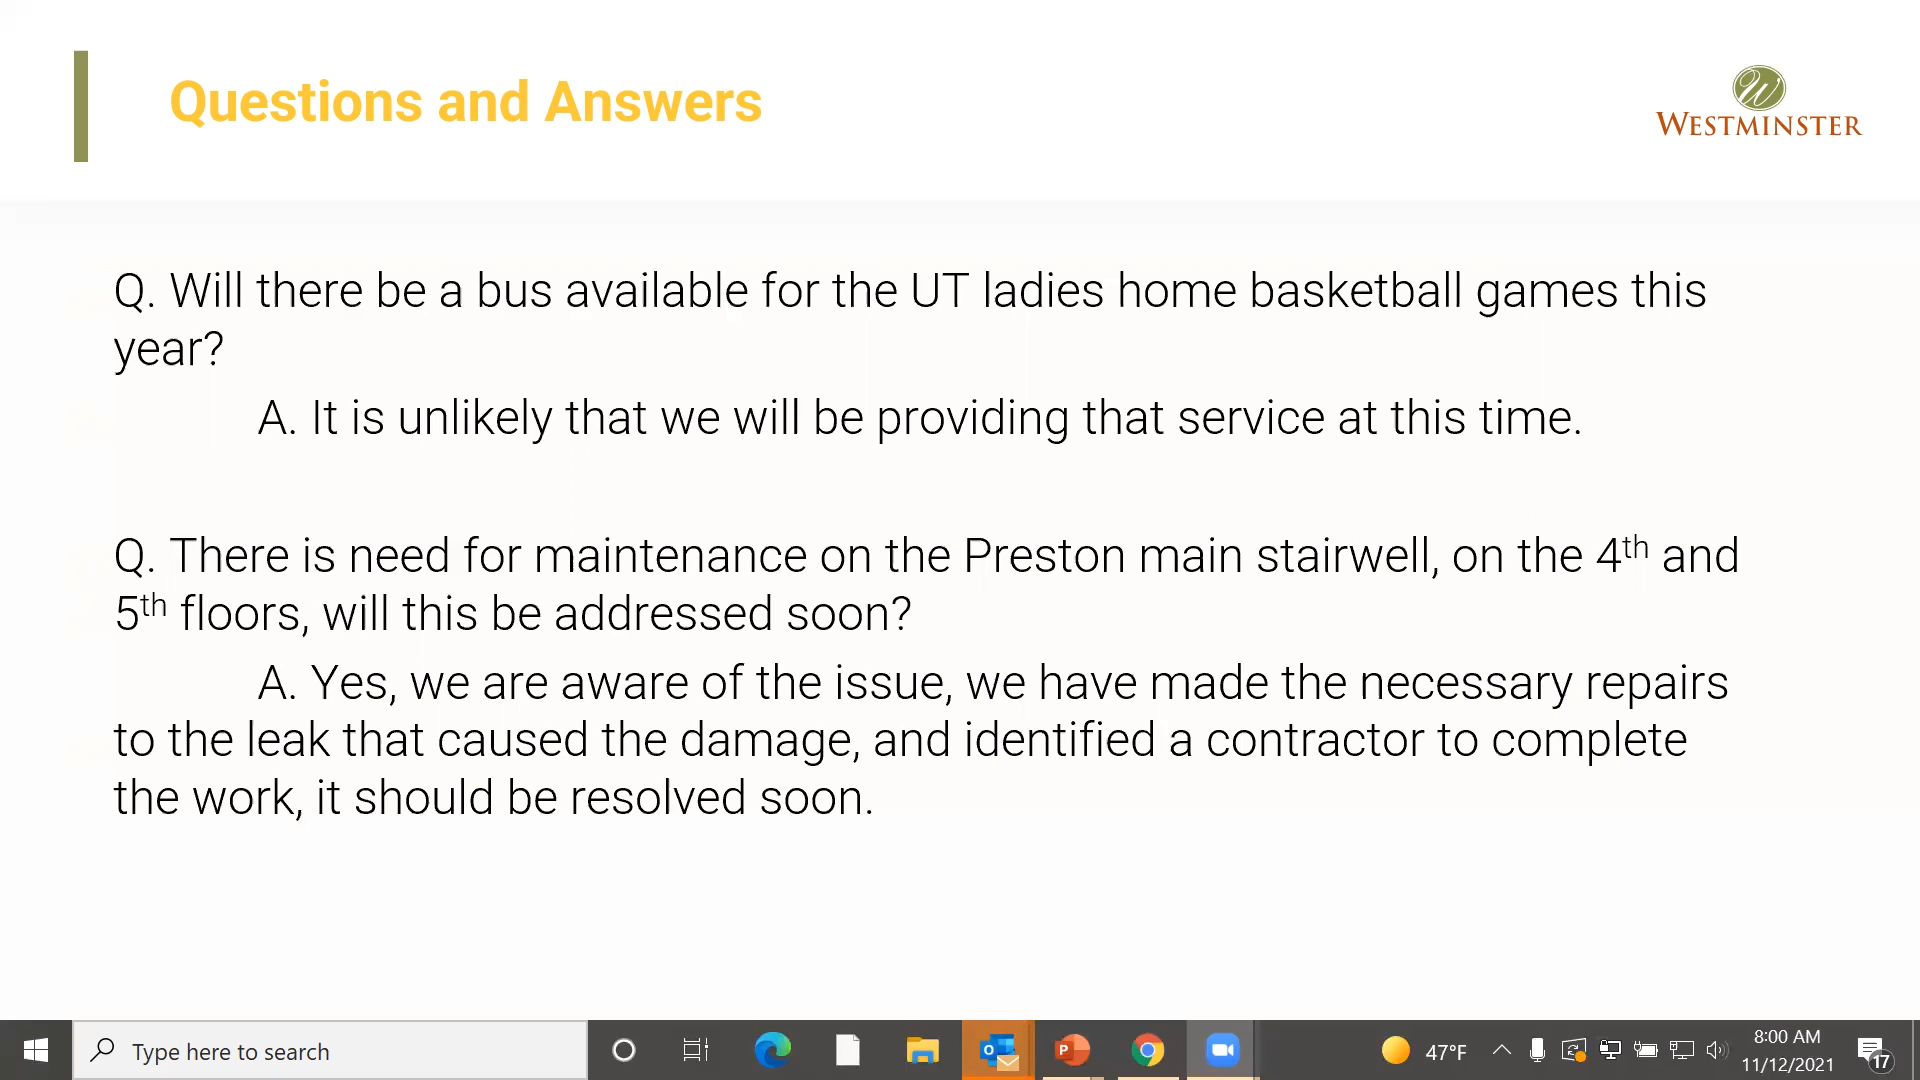 Questions and Answers
W
WESTMINSTER
Q. Will there be a bus available for the UT ladies home basketball games this
year?
A. It is unlikely that we will be providing that service at this time.
Q. There is need for maintenance on the Preston main stairwell, on the 4th and
5th floors, will this be addressed soon?
A. Yes, we are aware of the issue, we have made the necessary repairs
to the leak that caused the damage, and identified a contractor to complete
the work, it should be resolved soon.
Type here to search
47°F
8:00 AM
11/12/2021
17